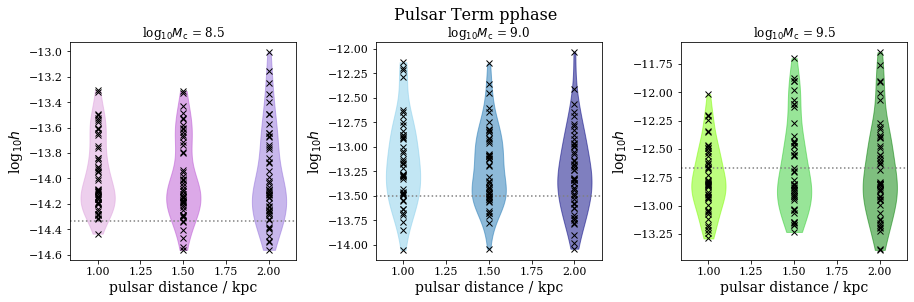 Pulsar Term pphase
log₁₀M_c = 8.5
log₁₀h
−13.0
−13.2
−13.4
−13.6
−13.8
−14.0
−14.2
−14.4
−14.6
1.00 1.25 1.50 1.75 2.00
pulsar distance / kpc
log₁₀M_c = 9.0
log₁₀h
−12.00
−12.25
−12.50
−12.75
−13.00
−13.25
−13.50
−13.75
−14.00
1.00 1.25 1.50 1.75 2.00
pulsar distance / kpc
log₁₀M_c = 9.5
log₁₀h
−11.75
−12.00
−12.25
−12.50
−12.75
−13.00
−13.25
1.00 1.25 1.50 1.75 2.00
pulsar distance / kpc